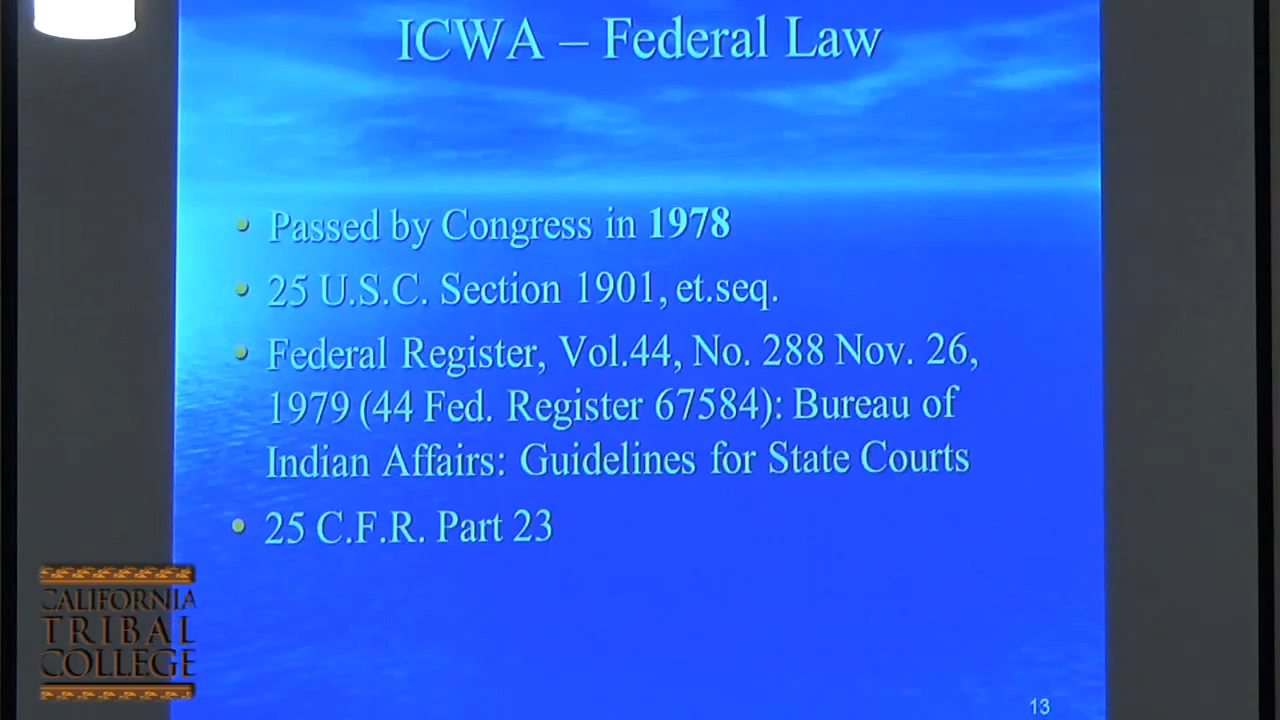 ICWA – Federal Law
• Passed by Congress in 1978
• 25 U.S.C. Section 1901, et.seq.
• Federal Register, Vol.44, No. 288 Nov. 26,
1979 (44 Fed. Register 67584): Bureau of
Indian Affairs: Guidelines for State Courts
• 25 C.F.R. Part 23
CALIFORNIA
TRIBAL
COLLEGE
13